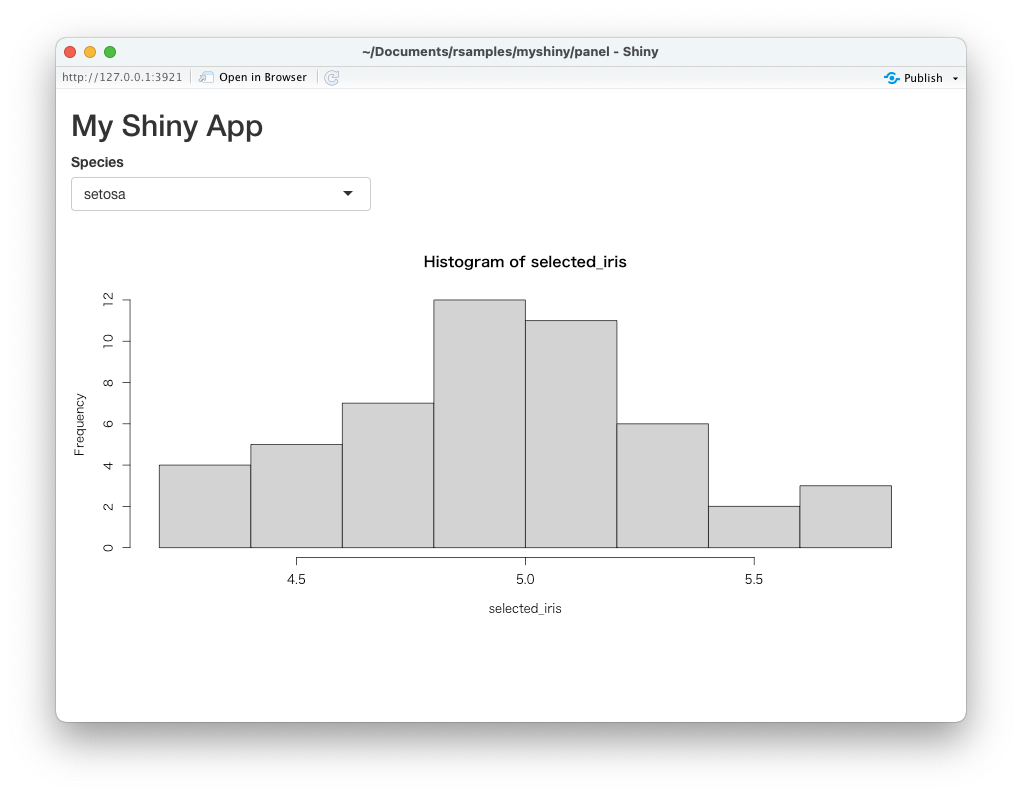 ~/Documents/rsamples/myshiny/panel - Shiny
http://127.0.0.1:3921 Open in Browser Publish
My Shiny App
Species
setosa
Histogram of selected_iris
Frequency
12
10
8
6
4
2
0
4.5 5.0 5.5
selected_iris